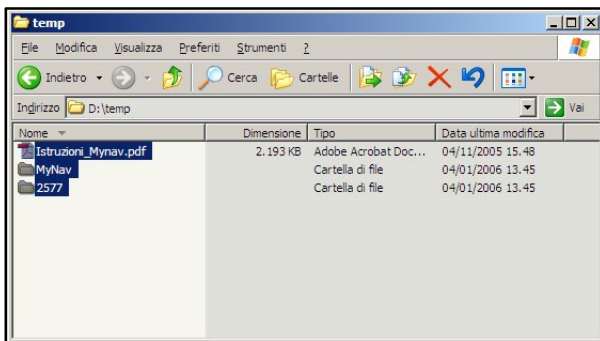 temp
File Modifica Visualizza Preferiti Strumenti ?
Indietro Cerca Cartelle
Indirizzo D:\temp Vai
Nome Dimensione Tipo Data ultima modifica
Istruzioni_Mynav.pdf 2.193 KB Adobe Acrobat Doc... 04/11/2005 15.48
MyNav Cartella di file 04/01/2006 13.45
2577 Cartella di file 04/01/2006 13.45